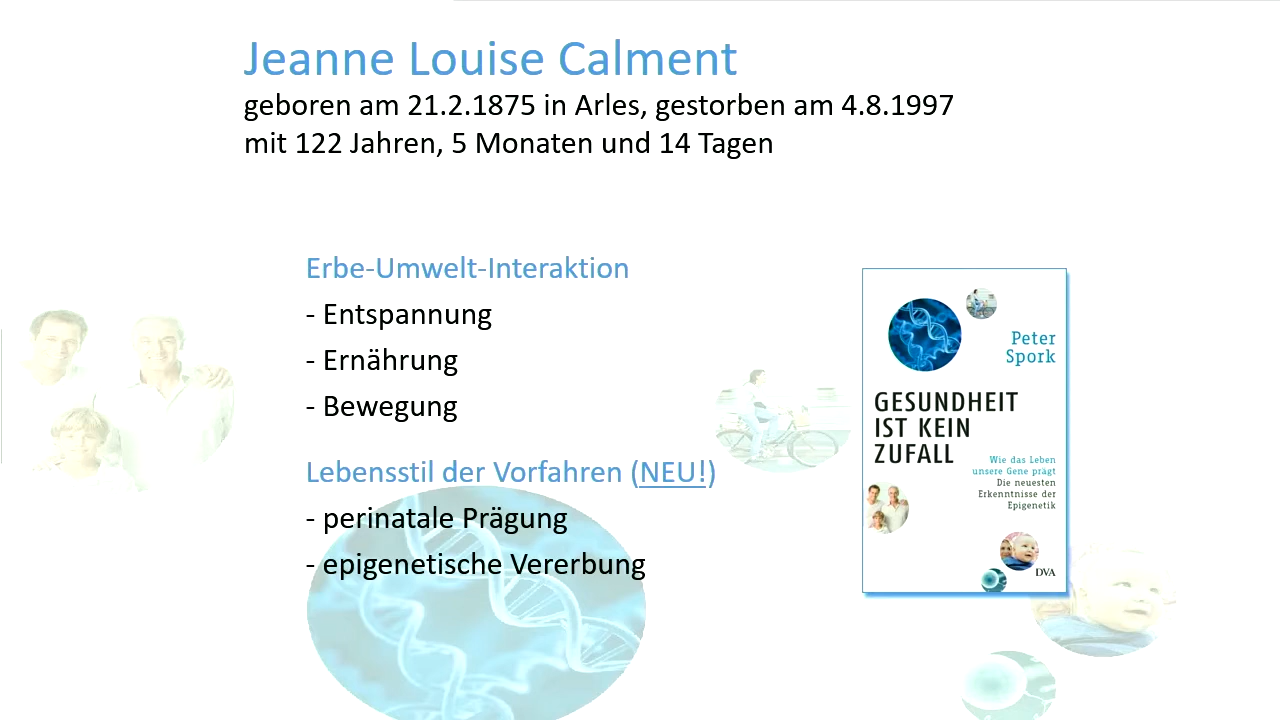 Jeanne Louise Calment
geboren am 21.2.1875 in Arles, gestorben am 4.8.1997
mit 122 Jahren, 5 Monaten und 14 Tagen
Erbe-Umwelt-Interaktion
- Entspannung
- Ernährung
- Bewegung
Lebensstil der Vorfahren (NEU!)
- perinatale Prägung
- epigenetische Vererbung
Peter
Spork
GESUNDHEIT
IST KEIN
ZUFALL
Wie das Leben
unsere Gene prägt
Die neuesten
Erkenntnisse der
Epigenetik
DVA